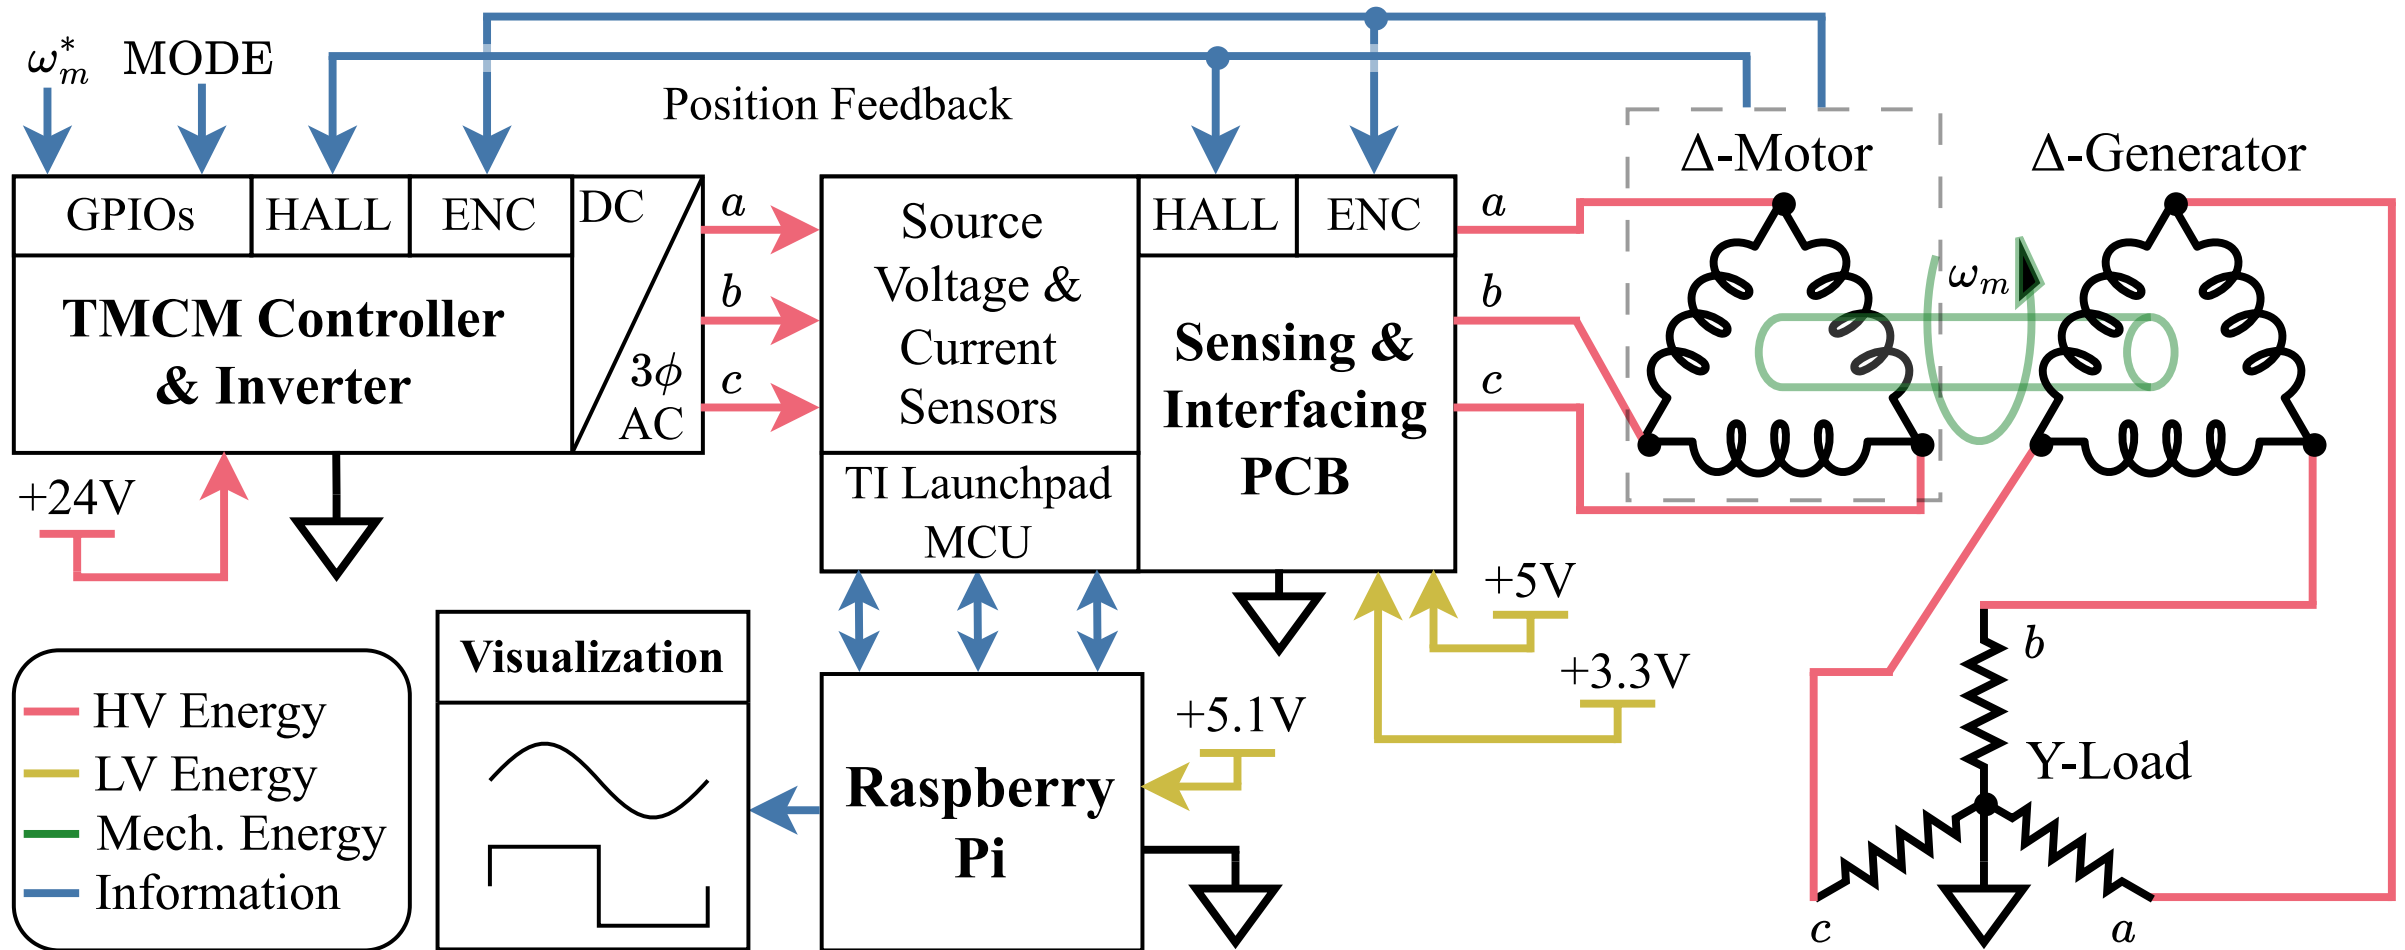 ω*m MODE
Position Feedback
Δ-Motor
Δ-Generator
GPIOs
HALL
ENC
DC
3ϕ
AC
TMCM Controller
& Inverter
a
b
c
Source
Voltage &
Current
Sensors
HALL
ENC
Sensing &
Interfacing
PCB
TI Launchpad
MCU
a
b
c
ωm
+24V
+5V
+3.3V
+5.1V
Visualization
Raspberry
Pi
HV Energy
LV Energy
Mech. Energy
Information
b
Y-Load
c
a